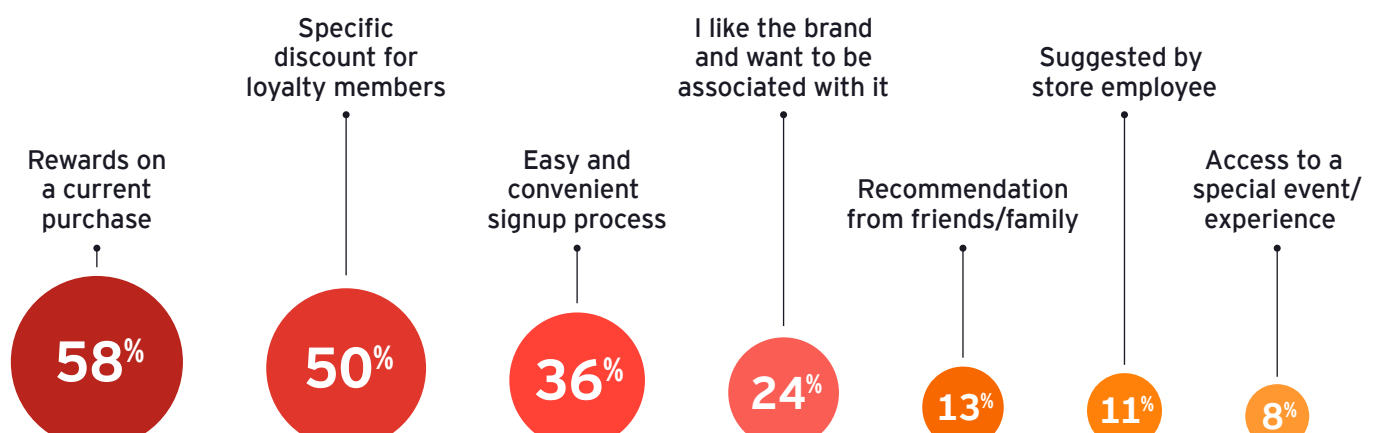 Rewards on
a current
purchase
58%
Specific
discount for
loyalty members
50%
Easy and
convenient
signup process
36%
I like the brand
and want to be
associated with it
24%
Recommendation
from friends/family
13%
Suggested by
store employee
11%
Access to a
special event/
experience
8%